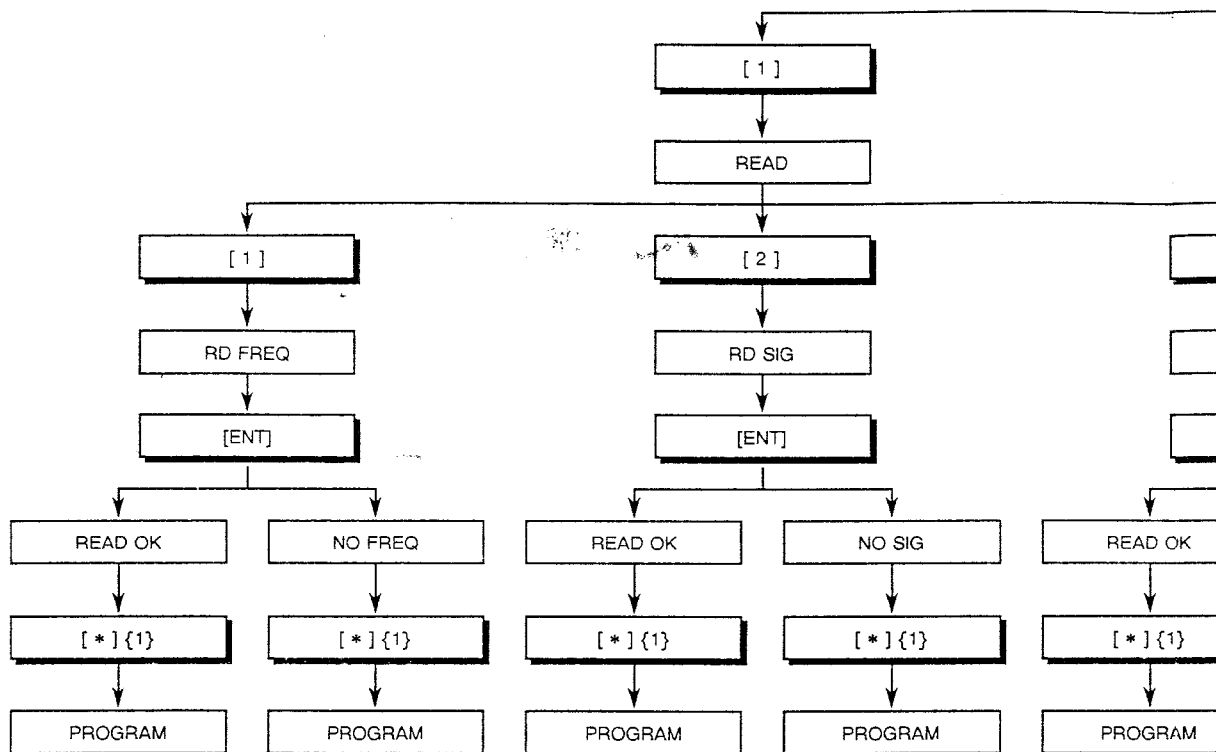 [ 1 ]
READ
[ 1 ]
[ 2 ]
RD FREQ
RD SIG
[ENT]
[ENT]
READ OK
NO FREQ
READ OK
NO SIG
READ OK
[ * ] {1}
[ * ] {1}
[ * ] {1}
[ * ] {1}
[ * ] {1}
PROGRAM
PROGRAM
PROGRAM
PROGRAM
PROGRAM